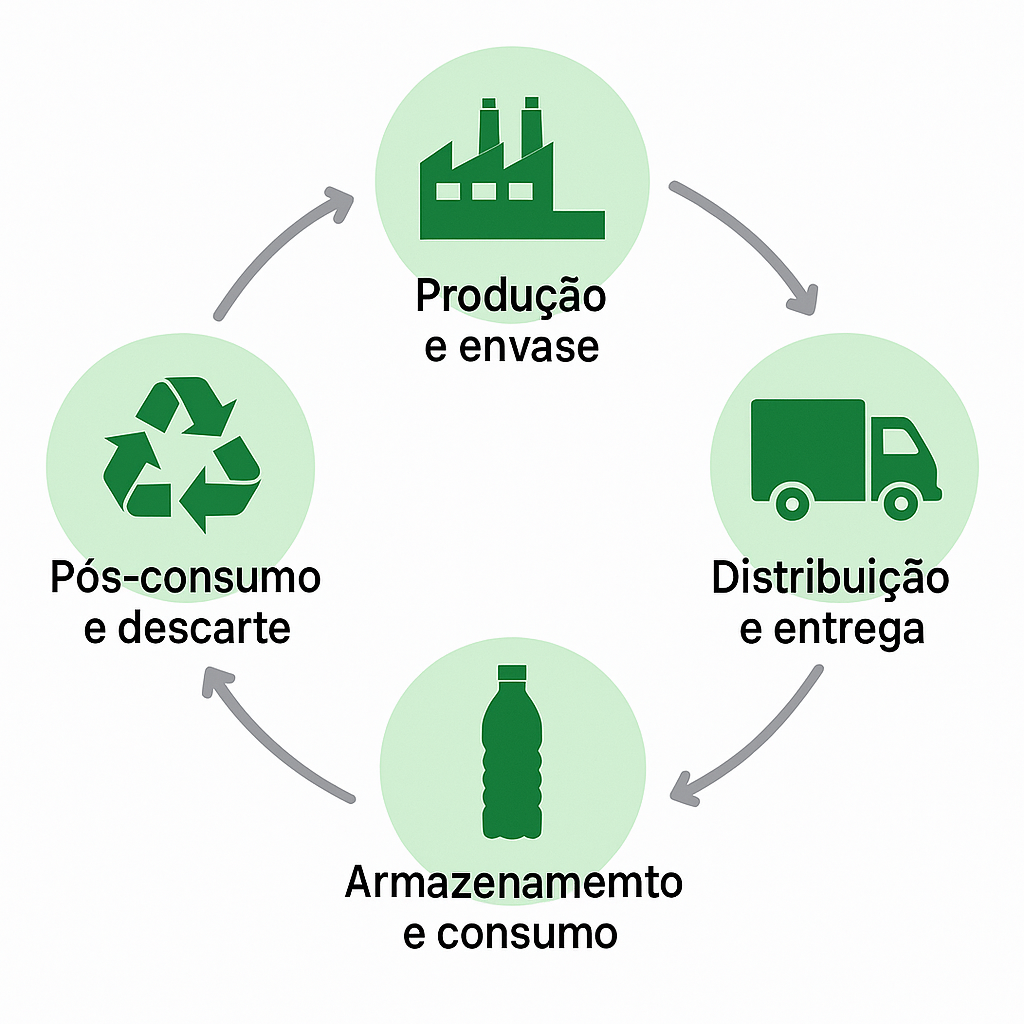 Produção
e envase
Distribuição
e entrega
Armazenamemto
e consumo
Pós-consumo
e descarte